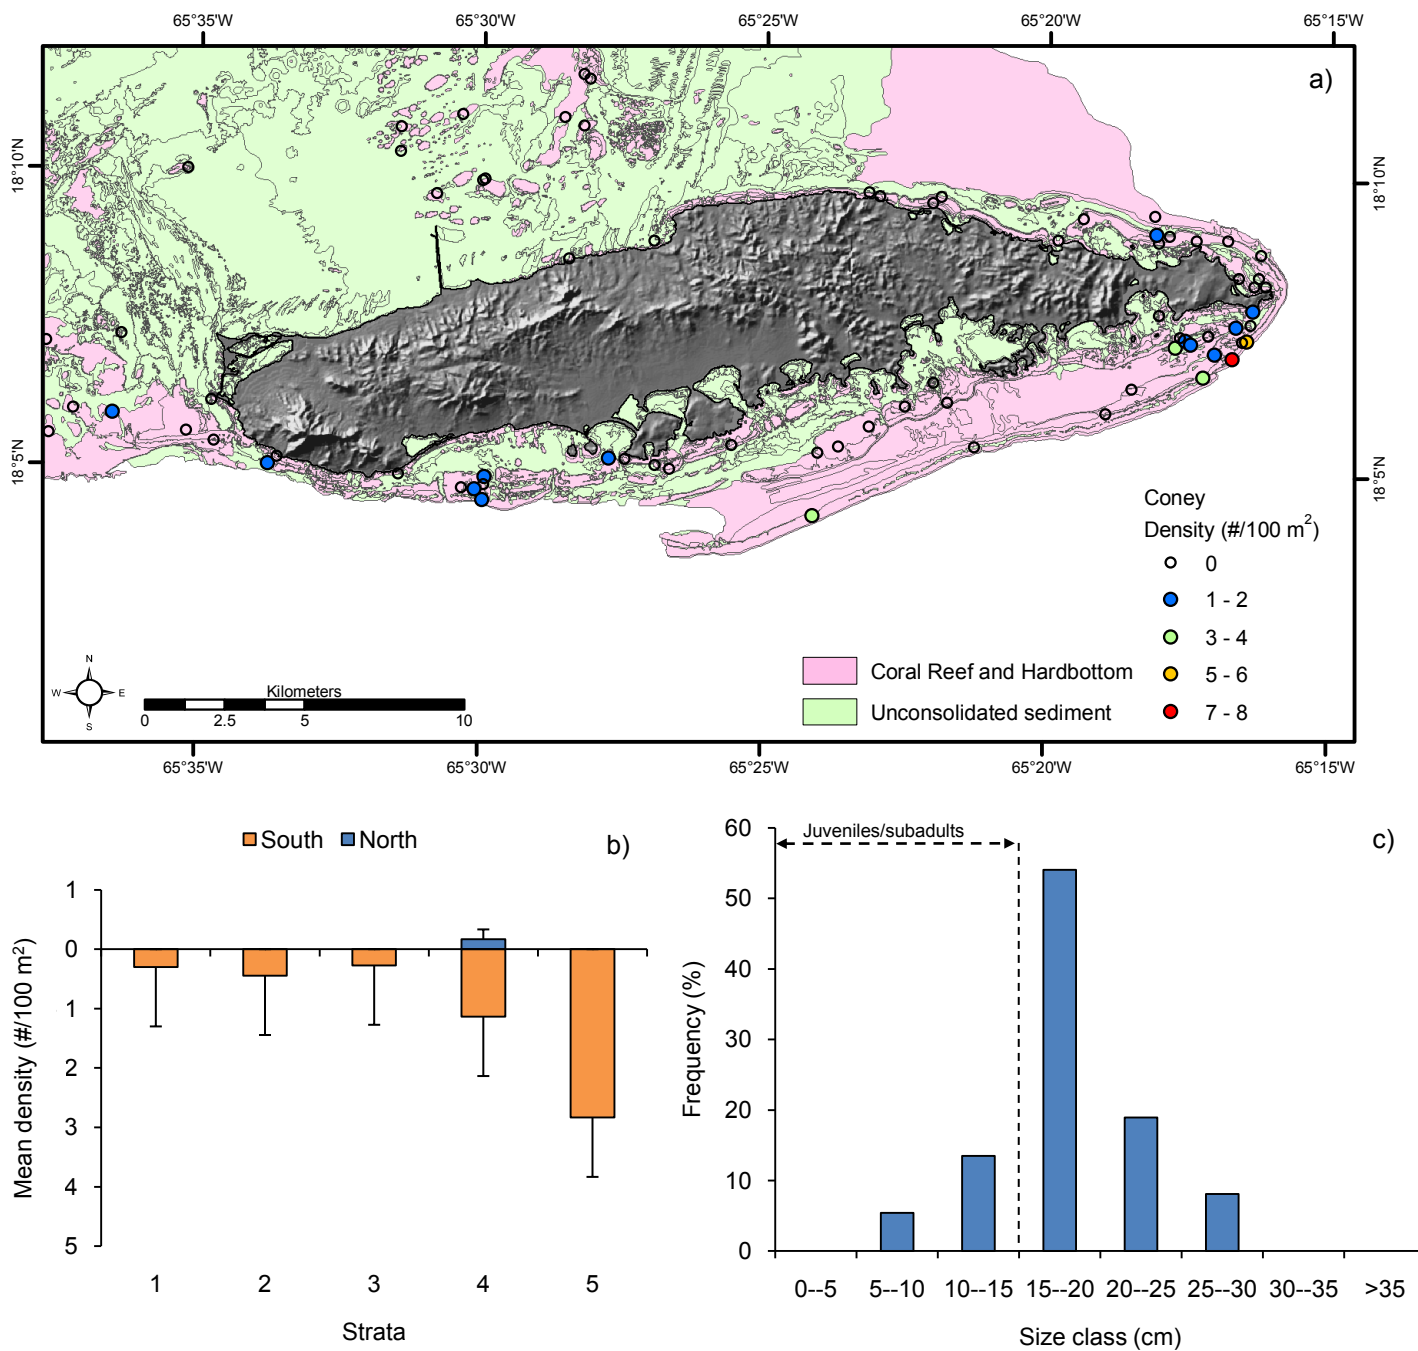 65°35'W 65°30'W 65°25'W 65°20'W 65°15'W
a)
18°10'N 18°10'N
18°5'N 18°5'N
Coney
Density (#/100 m²)
0
1 - 2
3 - 4
5 - 6
7 - 8
Coral Reef and Hardbottom
Unconsolidated sediment
N
W E
S
Kilometers
0 2.5 5 10
65°35'W 65°30'W 65°25'W 65°20'W 65°15'W
South North
b)
Mean density (#/100 m²)
1
0
1
2
3
4
5
1 2 3 4 5
Strata
c)
Juveniles/subadults
Frequency (%)
60
50
40
30
20
10
0
0--5 5--10 10--15 15--20 20--25 25--30 30--35 >35
Size class (cm)